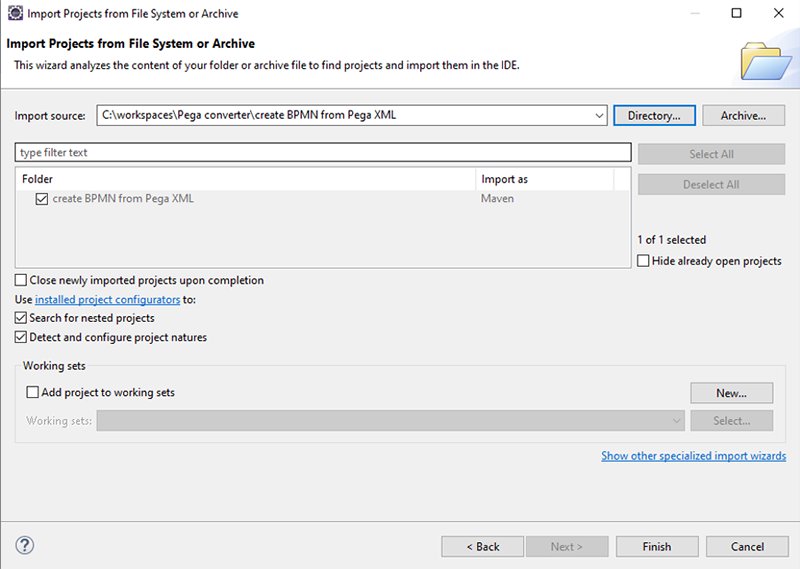 Import Projects from File System or Archive
Import Projects from File System or Archive
This wizard analyzes the content of your folder or archive file to find projects and import them in the IDE.
Import source: C:\workspaces\Pega converter\create BPMN from Pega XML Directory... Archive...
type filter text Select All
Folder Import as Deselect All
create BPMN from Pega XML Maven
1 of 1 selected
Hide already open projects
Close newly imported projects upon completion
Use installed project configurators to:
Search for nested projects
Detect and configure project natures
Working sets
Add project to working sets New...
Working sets: Select...
Show other specialized import wizards
? < Back Next > Finish Cancel